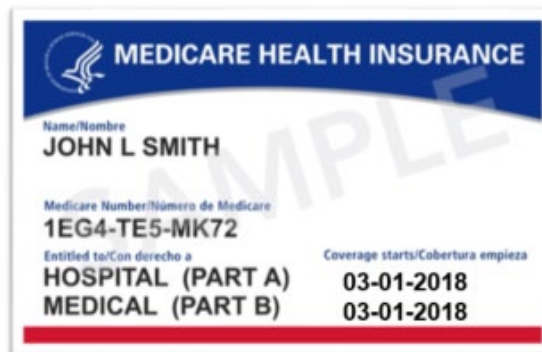 MEDICARE HEALTH INSURANCE
Name/Nombre
JOHN L SMITH
Medicare Number/Número de Medicare
1EG4-TE5-MK72
Entitled to/Con derecho a
Coverage starts/Cobertura empieza
HOSPITAL (PART A) 03-01-2018
MEDICAL (PART B) 03-01-2018
SAMPLE